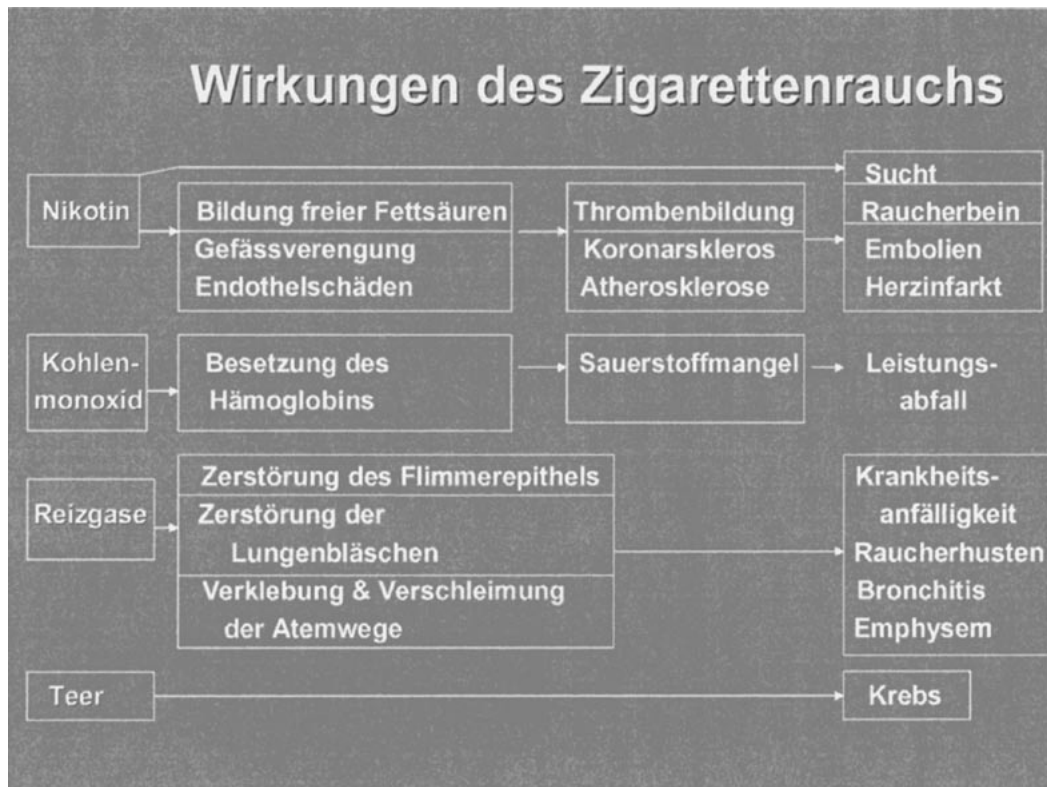 Wirkungen des Zigarettenrauchs
Nikotin
Bildung freier Fettsäuren
Gefässverengung
Endothelschäden
Thrombenbildung
Koronarskleros
Atherosklerose
Sucht
Raucherbein
Embolien
Herzinfarkt
Kohlen-
monoxid
Besetzung des
Hämoglobins
Sauerstoffmangel
Leistungs-
abfall
Reizgase
Zerstörung des Flimmerepithels
Zerstörung der
Lungenbläschen
Verklebung & Verschleimung
der Atemwege
Krankheits-
anfälligkeit
Raucherhusten
Bronchitis
Emphysem
Teer
Krebs